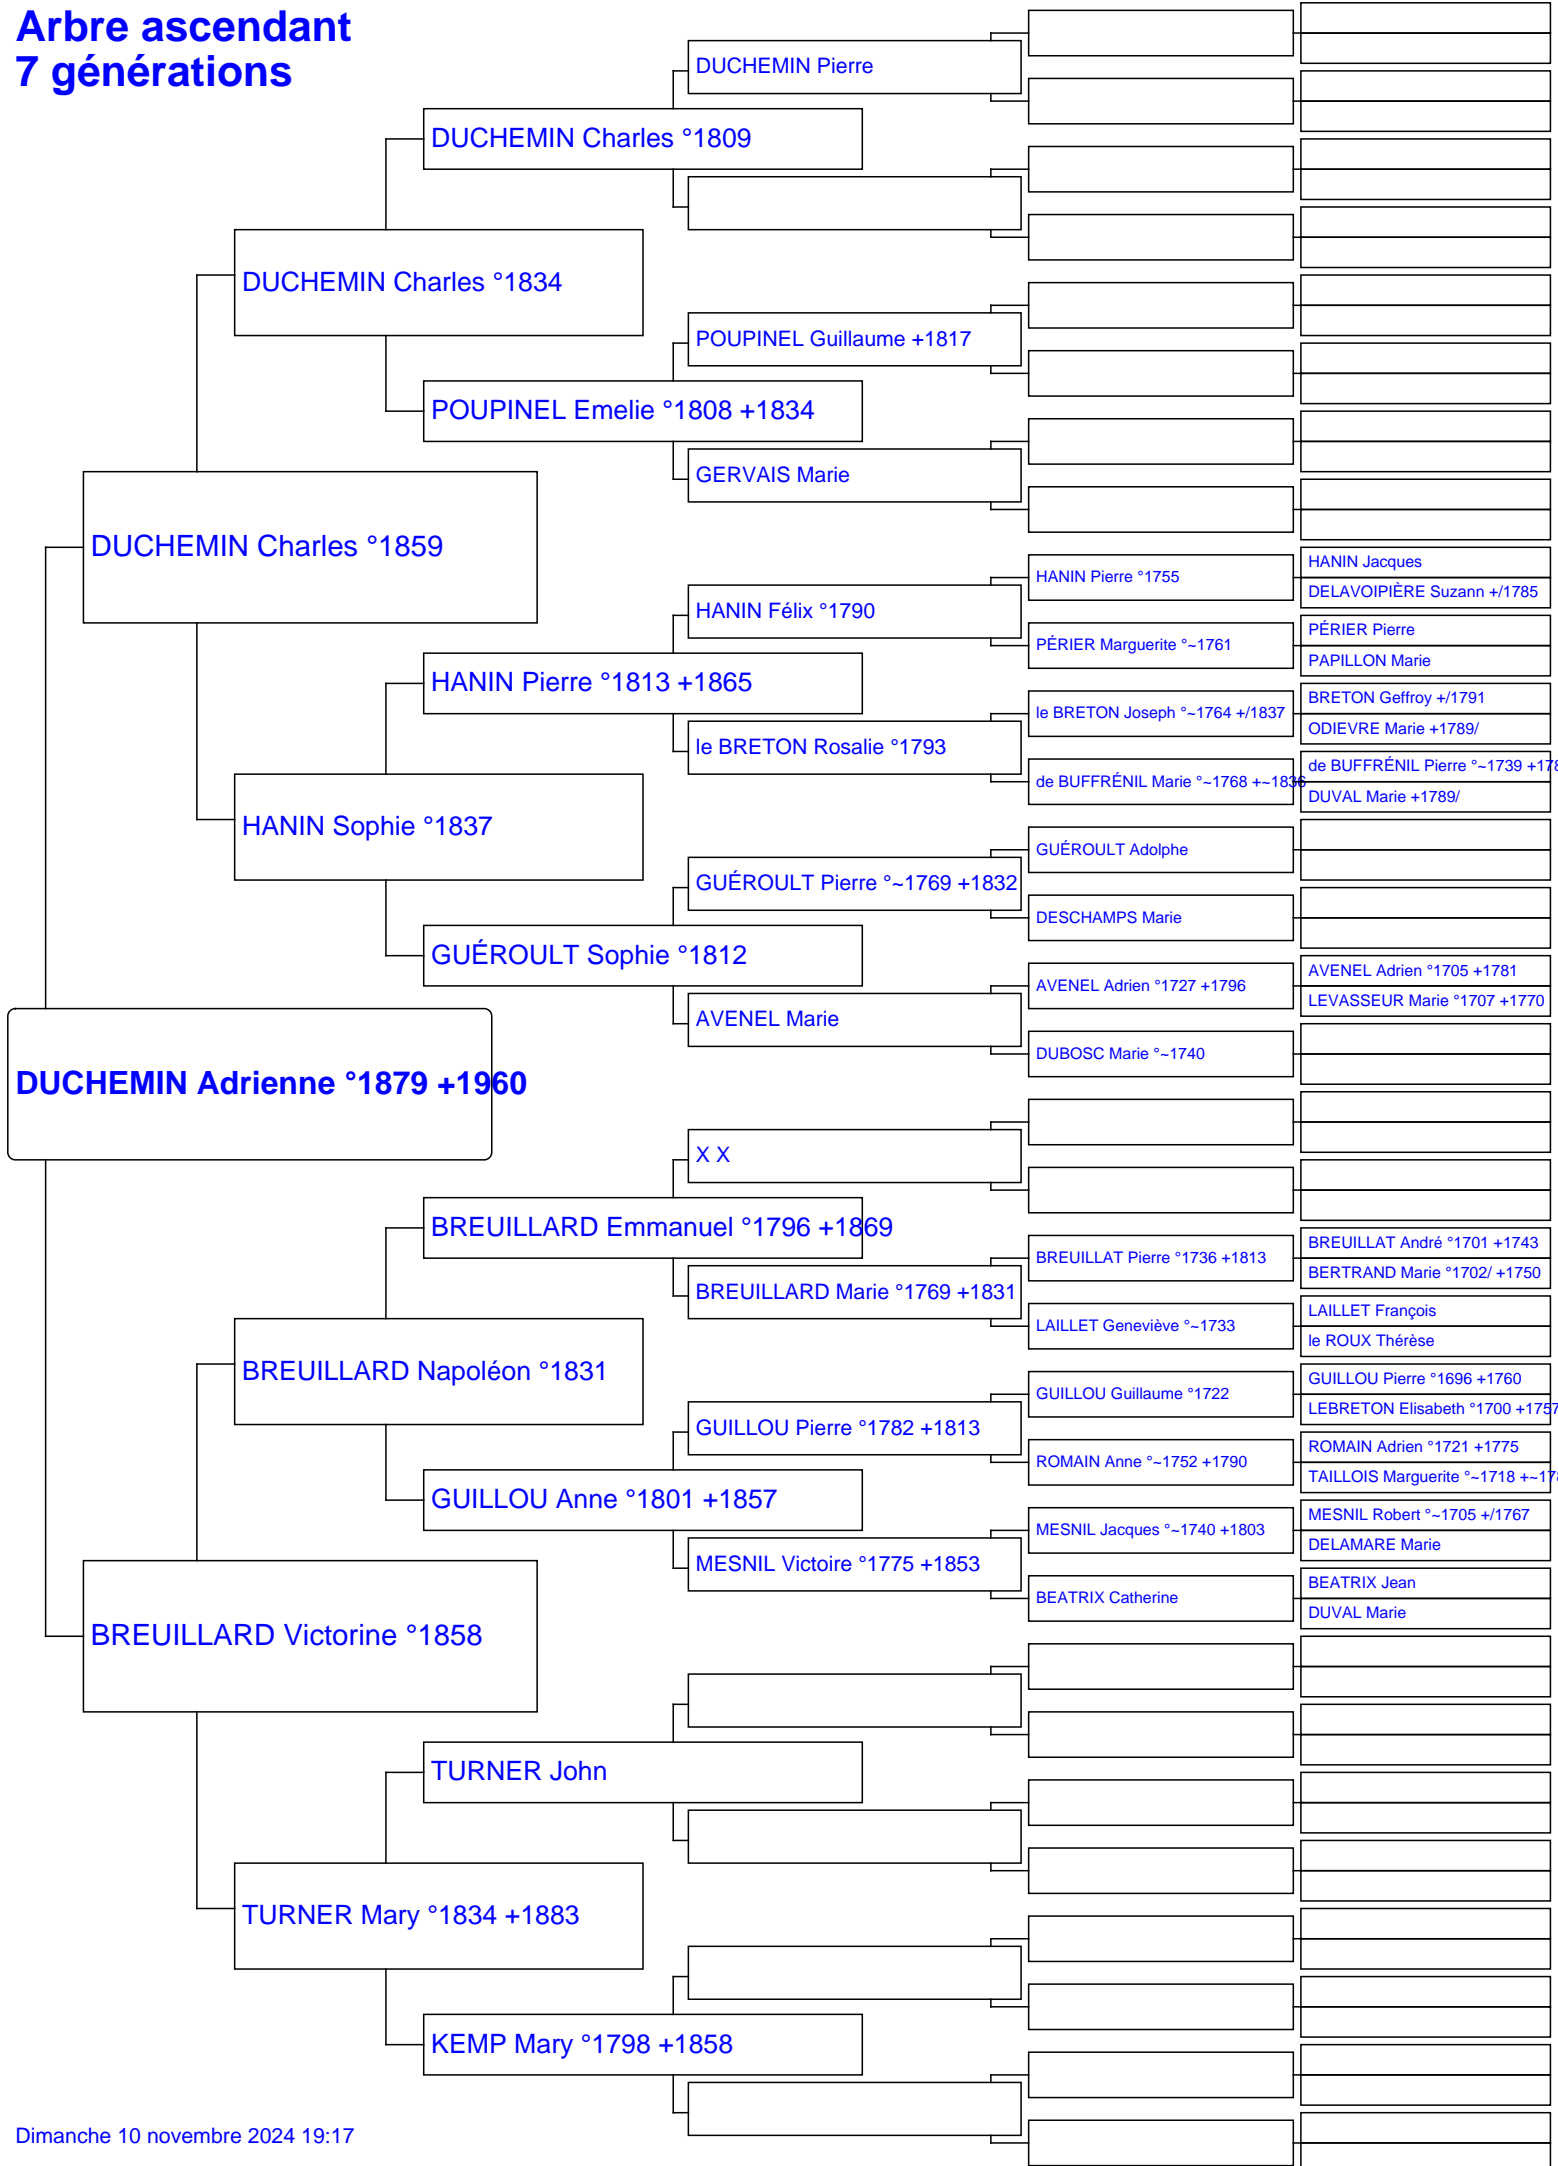 Arbre ascendant
7 générations
DUCHEMIN Pierre
DUCHEMIN Charles °1809
DUCHEMIN Charles °1834
POUPINEL Guillaume +1817
POUPINEL Emelie °1808 +1834
GERVAIS Marie
DUCHEMIN Charles °1859
HANIN Jacques
HANIN Pierre °1755
DELAVOIPIÈRE Suzann +/1785
HANIN Félix °1790
PÉRIER Pierre
PÉRIER Marguerite °~1761
PAPILLON Marie
HANIN Pierre °1813 +1865
BRETON Geffroy +/1791
le BRETON Joseph °~1764 +/1837
ODIEVRE Marie +1789/
le BRETON Rosalie °1793
de BUFFRÉNIL Pierre °~1739 +178
de BUFFRÉNIL Marie °~1768 +~1836
DUVAL Marie +1789/
HANIN Sophie °1837
GUÉROULT Adolphe
GUÉROULT Pierre °~1769 +1832
DESCHAMPS Marie
GUÉROULT Sophie °1812
AVENEL Adrien °1705 +1781
AVENEL Adrien °1727 +1796
LEVASSEUR Marie °1707 +1770
AVENEL Marie
DUBOSC Marie °~1740
DUCHEMIN Adrienne °1879 +1960
X X
BREUILLARD Emmanuel °1796 +1869
BREUILLAT André °1701 +1743
BREUILLAT Pierre °1736 +1813
BERTRAND Marie °1702/ +1750
BREUILLARD Marie °1769 +1831
LAILLET François
LAILLET Geneviève °~1733
le ROUX Thérèse
BREUILLARD Napoléon °1831
GUILLOU Pierre °1696 +1760
GUILLOU Guillaume °1722
LEBRETON Elisabeth °1700 +1757
GUILLOU Pierre °1782 +1813
ROMAIN Adrien °1721 +1775
ROMAIN Anne °~1752 +1790
TAILLOIS Marguerite °~1718 +~178
GUILLOU Anne °1801 +1857
MESNIL Robert °~1705 +/1767
MESNIL Jacques °~1740 +1803
DELAMARE Marie
MESNIL Victoire °1775 +1853
BEATRIX Jean
BEATRIX Catherine
DUVAL Marie
BREUILLARD Victorine °1858
TURNER John
TURNER Mary °1834 +1883
KEMP Mary °1798 +1858
Dimanche 10 novembre 2024 19:17